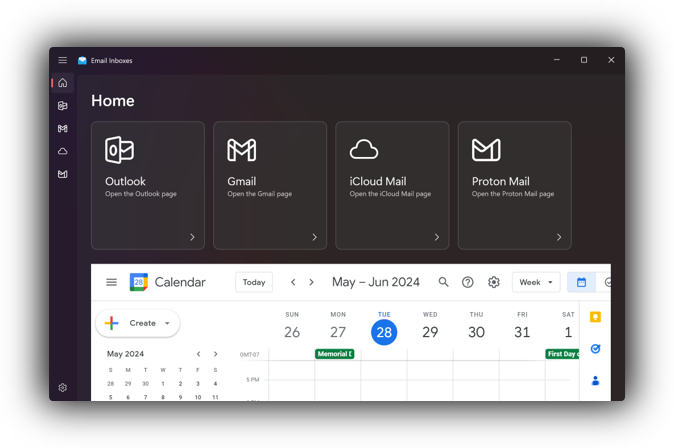 Email Inboxes
Home
Outlook
Open the Outlook page
Gmail
Open the Gmail page
iCloud Mail
Open the iCloud Mail page
Proton Mail
Open the Proton Mail page
28 Calendar Today May – Jun 2024 Week
Create
SUN MON TUE WED THU FRI SAT
26 27 28 29 30 31 1
May 2024
GMT-07 Memorial D First Day o
S M T W T F S
28 29 30 1 2 3 4
5 PM
5 6 7 8 9 10 11